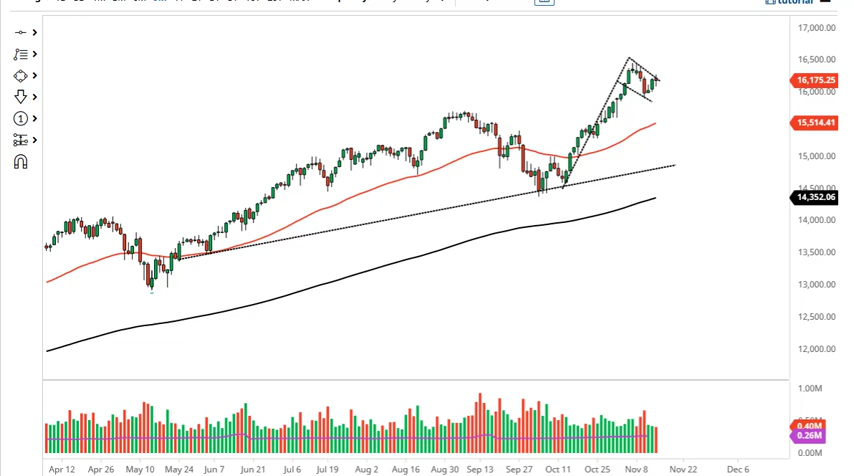 tutorial
17,000.00
16,500.00
16,175.25
16,000.00
15,514.41
15,000.00
14,500.00
14,352.06
14,000.00
13,500.00
13,000.00
12,500.00
12,000.00
1.00M
0.40M
0.26M
0.00M
Apr 12 Apr 26 May 10 May 24 Jun 7 Jun 21 Jul 6 Jul 19 Aug 2 Aug 16 Aug 30 Sep 13 Sep 27 Oct 11 Oct 25 Nov 8 Nov 22 Dec 6